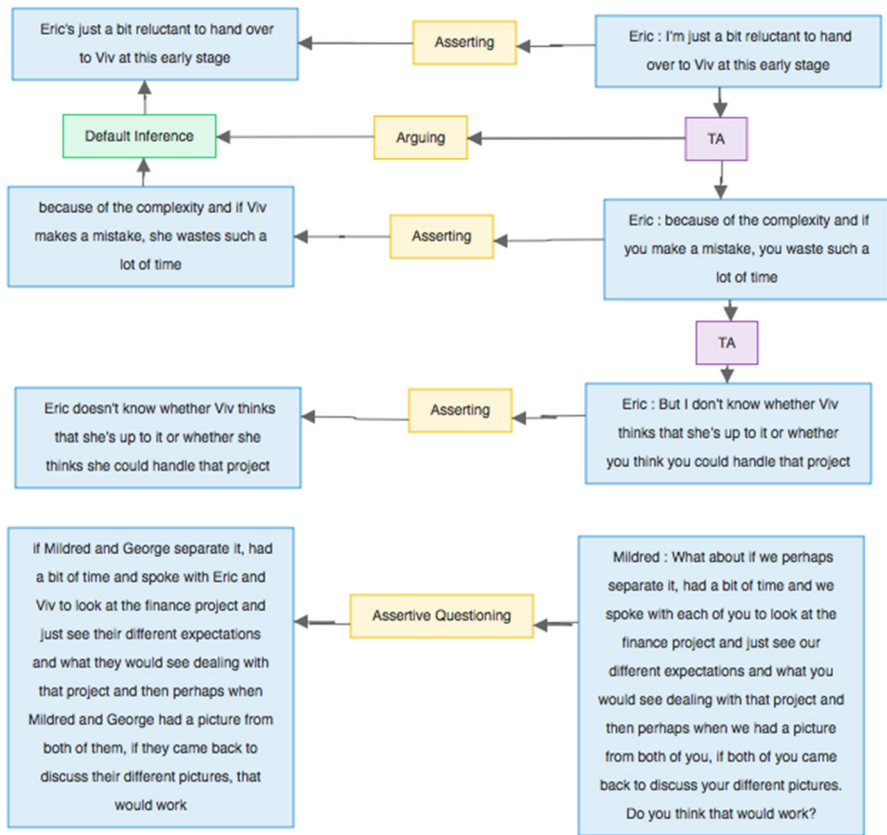 Eric's just a bit reluctant to hand over
to Viv at this early stage
Asserting
Eric : I'm just a bit reluctant to hand
over to Viv at this early stage
Default Inference
Arguing
TA
because of the complexity and if Viv
makes a mistake, she wastes such a
lot of time
Asserting
Eric : because of the complexity and if
you make a mistake, you waste such a
lot of time
TA
Eric doesn't know whether Viv thinks
that she's up to it or whether she
thinks she could handle that project
Asserting
Eric : But I don't know whether Viv
thinks that she's up to it or whether
you think you could handle that project
if Mildred and George separate it, had
a bit of time and spoke with Eric and
Viv to look at the finance project and
just see their different expectations
and what they would see dealing with
that project and then perhaps when
Mildred and George had a picture from
both of them, if they came back to
discuss their different pictures, that
would work
Assertive Questioning
Mildred : What about if we perhaps
separate it, had a bit of time and we
spoke with each of you to look at the
finance project and just see our
different expectations and what you
would see dealing with that project and
then perhaps when we had a picture
from both of you, if both of you came
back to discuss your different pictures.
Do you think that would work?